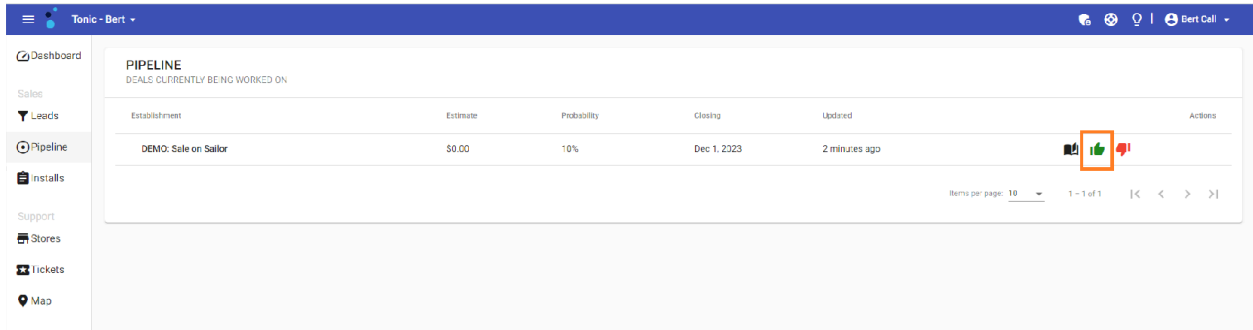 Tonic - Bert
Bert Call
Dashboard
Sales
Leads
Pipeline
Installs
Support
Stores
Tickets
Map
PIPELINE
DEALS CURRENTLY BEING WORKED ON
Establishment Estimate Probability Closing Updated Actions
DEMO: Sale on Sailor $0.00 10% Dec 1, 2023 2 minutes ago
Items per page: 10 1 – 1 of 1